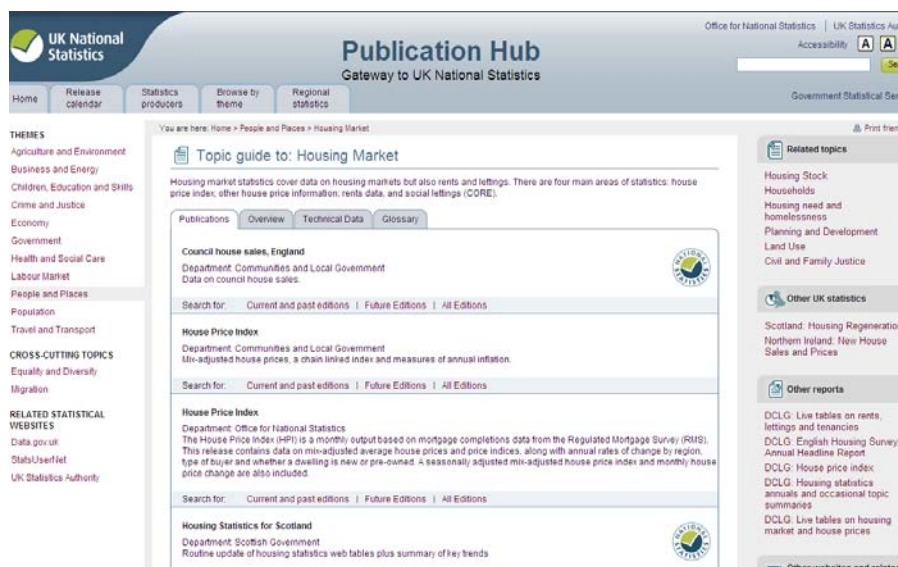 UK National
Statistics
Office for National Statistics | UK Statistics Au
Accessibility A A
Publication Hub
Gateway to UK National Statistics
Home
Release
calendar
Statistics
producers
Browse by
theme
Regional
statistics
Government Statistical Ser
THEMES
Agriculture and Environment
Business and Energy
Children, Education and Skills
Crime and Justice
Economy
Government
Health and Social Care
Labour Market
People and Places
Population
Travel and Transport
CROSS-CUTTING TOPICS
Equality and Diversity
Migration
RELATED STATISTICAL
WEBSITES
Data.gov.uk
StatsUserNet
UK Statistics Authority
You are here: Home > People and Places > Housing Market
Print frien
Topic guide to: Housing Market
Housing market statistics cover data on housing markets but also rents and lettings. There are four main areas of statistics: house
price index; other house price information; rents data; and social lettings (CORE).
Publications
Overview
Technical Data
Glossary
Council house sales, England
Department: Communities and Local Government
Data on council house sales.
Search for: Current and past editions | Future Editions | All Editions
House Price Index
Department: Communities and Local Government
Mix-adjusted house prices, a chain linked index and measures of annual inflation.
Search for: Current and past editions | Future Editions | All Editions
House Price Index
Department: Office for National Statistics
The House Price Index (HPI) is a monthly output based on mortgage completions data from the Regulated Mortgage Survey (RMS).
This release contains data on mix-adjusted average house prices and price indices, along with annual rates of change by region,
type of buyer and whether a dwelling is new or pre-owned. A seasonally adjusted mix-adjusted house price index and monthly house
price change are also included.
Search for: Current and past editions | Future Editions | All Editions
Housing Statistics for Scotland
Department: Scottish Government
Routine update of housing statistics web tables plus summary of key trends
Related topics
Housing Stock
Households
Housing need and
homelessness
Planning and Development
Land Use
Civil and Family Justice
Other UK statistics
Scotland: Housing Regeneratio
Northern Ireland: New House
Sales and Prices
Other reports
DCLG: Live tables on rents,
lettings and tenancies
DCLG: English Housing Survey
Annual Headline Report
DCLG: House price index
DCLG: Housing statistics
annuals and occasional topic
summaries
DCLG: Live tables on housing
market and house prices